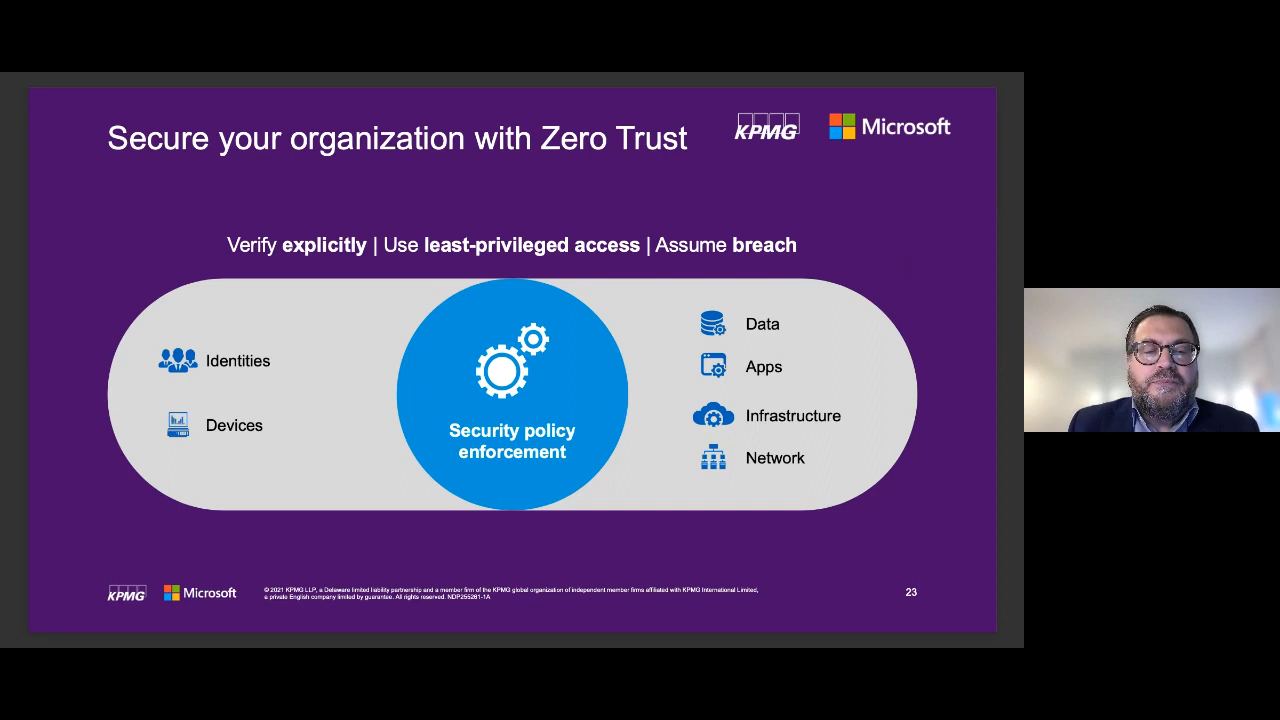 Secure your organization with Zero Trust
KPMG
Microsoft
Verify explicitly | Use least-privileged access | Assume breach
Identities
Devices
Security policy
enforcement
Data
Apps
Infrastructure
Network
KPMG
Microsoft
© 2021 KPMG LLP, a Delaware limited liability partnership and a member firm of the KPMG global organization of independent member firms affiliated with KPMG International Limited,
a private English company limited by guarantee. All rights reserved. NDP255261-1A
23